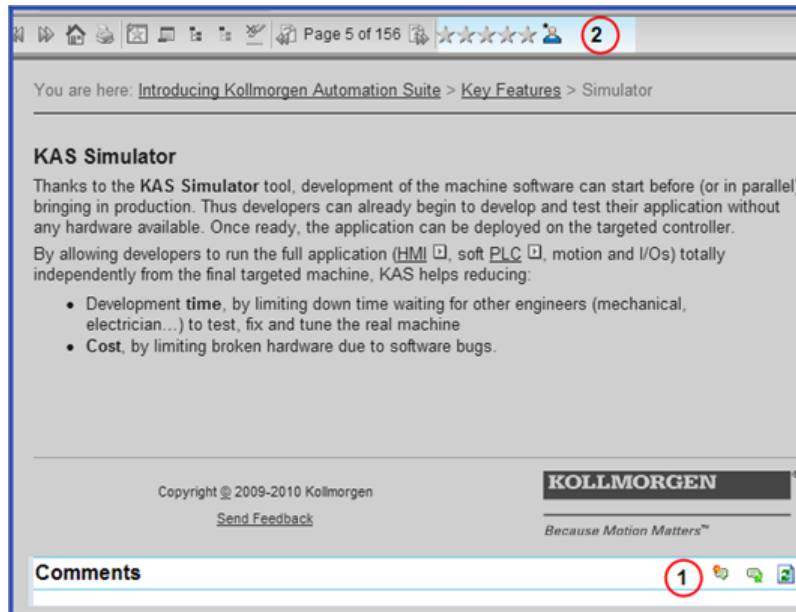 Page 5 of 156
2
You are here: Introducing Kollmorgen Automation Suite > Key Features > Simulator
KAS Simulator
Thanks to the KAS Simulator tool, development of the machine software can start before (or in parallel)
bringing in production. Thus developers can already begin to develop and test their application without
any hardware available. Once ready, the application can be deployed on the targeted controller.
By allowing developers to run the full application (HMI, soft PLC, motion and I/Os) totally
independently from the final targeted machine, KAS helps reducing:
• Development time, by limiting down time waiting for other engineers (mechanical,
electrician...) to test, fix and tune the real machine
• Cost, by limiting broken hardware due to software bugs.
Copyright © 2009-2010 Kollmorgen
Send Feedback
KOLLMORGEN
Because Motion Matters™
Comments
1